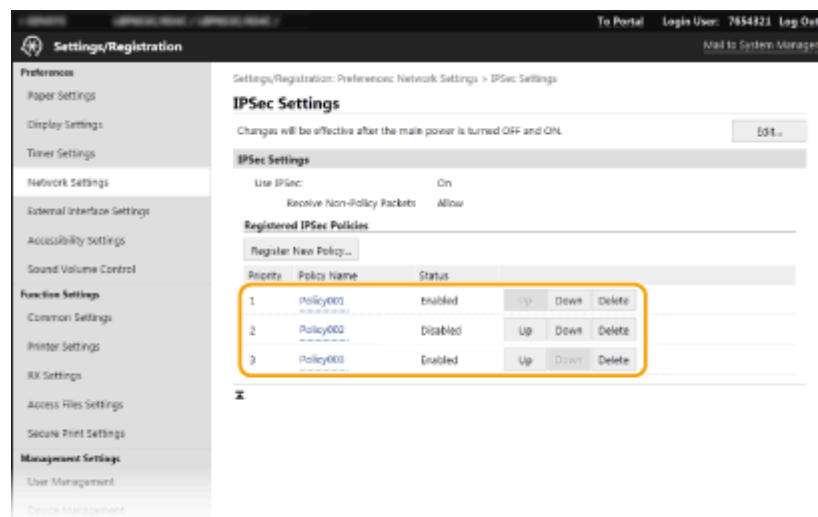 To Portal Login User: 7654321 Log Out
Settings/Registration
Mail to System Manager
Preferences
Paper Settings
Display Settings
Timer Settings
Network Settings
External Interface Settings
Accessibility Settings
Sound Volume Control
Function Settings
Common Settings
Printer Settings
RX Settings
Access Files Settings
Secure Print Settings
Management Settings
User Management
Device Management
Settings/Registration: Preferences: Network Settings > IPSec Settings
IPSec Settings
Changes will be effective after the main power is turned OFF and ON.
Edit...
IPSec Settings
Use IPSec: On
Receive Non-Policy Packets Allow
Registered IPSec Policies
Register New Policy...
Priority Policy Name Status
1 Policy001 Enabled Up Down Delete
2 Policy002 Disabled Up Down Delete
3 Policy003 Enabled Up Down Delete